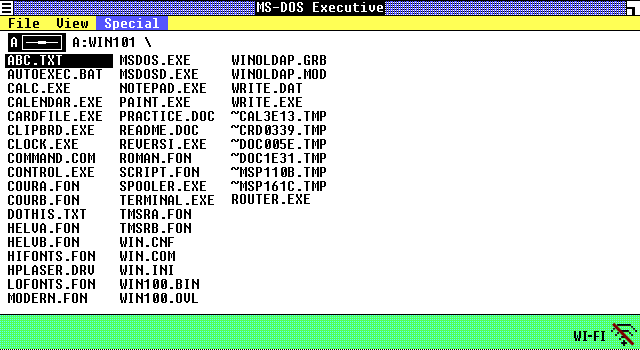 MS-DOS Executive
File View Special
A A:WIN101 \
ABC.TXT MSDOS.EXE WINOLDAP.GRB
AUTOEXEC.BAT MSDOSD.EXE WINOLDAP.MOD
CALC.EXE NOTEPAD.EXE WRITE.DAT
CALENDAR.EXE PAINT.EXE WRITE.EXE
CARDFILE.EXE PRACTICE.DOC ~CAL3E13.TMP
CLIPBRD.EXE README.DOC ~CRD0339.TMP
CLOCK.EXE REVERSI.EXE ~DOC005E.TMP
COMMAND.COM ROMAN.FON ~DOC1E31.TMP
CONTROL.EXE SCRIPT.FON ~MSP110B.TMP
COURA.FON SPOOLER.EXE ~MSP161C.TMP
COURB.FON TERMINAL.EXE ROUTER.EXE
DOTHIS.TXT TMSRA.FON
HELVA.FON TMSRB.FON
HELVB.FON WIN.CNF
HIFONTS.FON WIN.COM
HPLASER.DRV WIN.INI
LOFONTS.FON WIN100.BIN
MODERN.FON WIN100.OVL
WI-FI